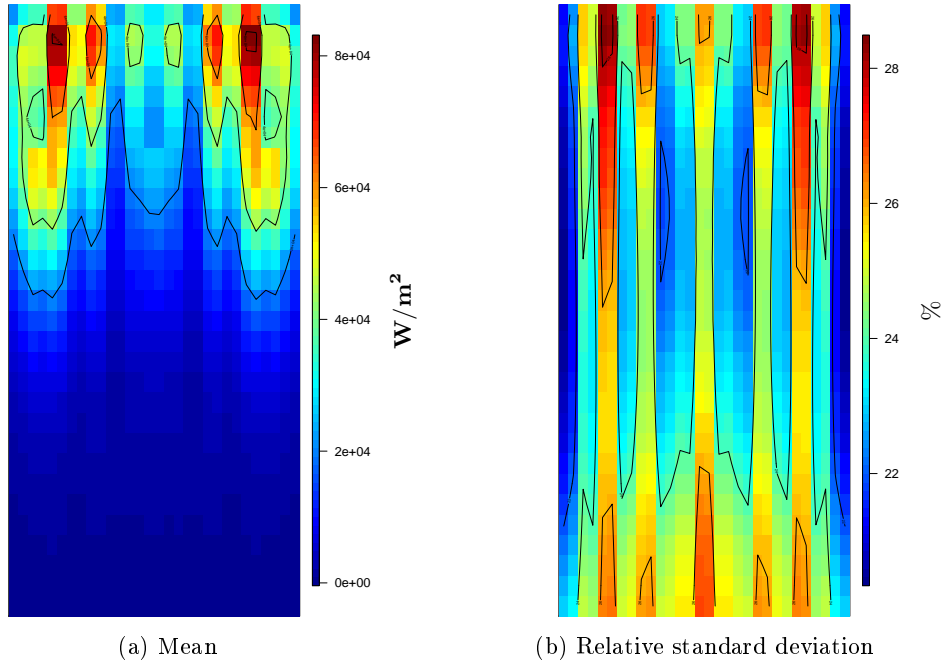 8e+04
6e+04
4e+04
2e+04
0e+00
W/m²
28
26
24
22
%
(a) Mean
(b) Relative standard deviation